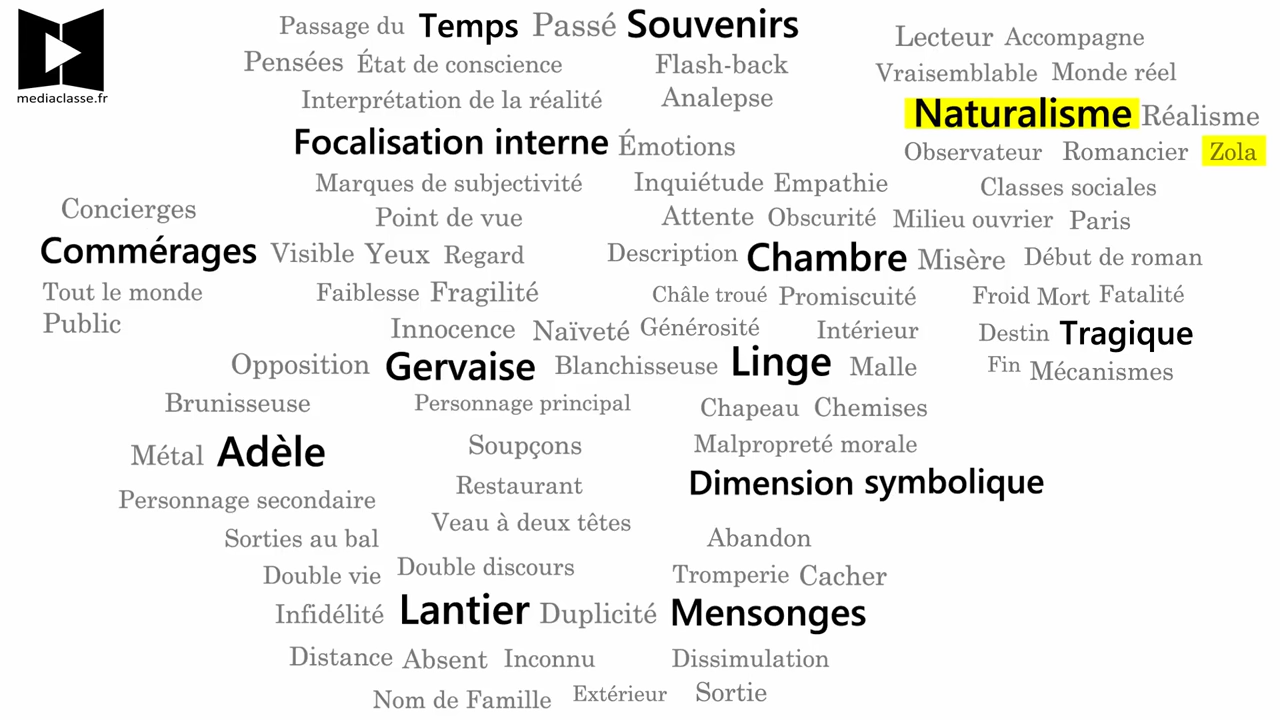 Passage du Temps Passé Souvenirs
Lecteur Accompagne
Pensées État de conscience Flash-back
Vraisemblable Monde réel
mediaclasse.fr
Interprétation de la réalité Analepse
Naturalisme Réalisme
Focalisation interne Émotions
Observateur Romancier Zola
Marques de subjectivité Inquiétude Empathie Classes sociales
Concierges Point de vue Attente Obscurité Milieu ouvrier Paris
Commérages Visible Yeux Regard Description Chambre Misère Début de roman
Tout le monde Faiblesse Fragilité Châle troué Promiscuité Froid Mort Fatalité
Public Innocence Naïveté Générosité Intérieur Destin Tragique
Opposition Gervaise Blanchisseuse Linge Malle Fin Mécanismes
Brunisseuse Personnage principal Chapeau Chemises
Métal Adèle Soupçons Malpropreté morale
Restaurant Dimension symbolique
Personnage secondaire Veau à deux têtes
Sorties au bal Abandon
Double vie Double discours Tromperie Cacher
Infidélité Lantier Duplicité Mensonges
Distance Absent Inconnu Dissimulation
Nom de Famille Extérieur Sortie